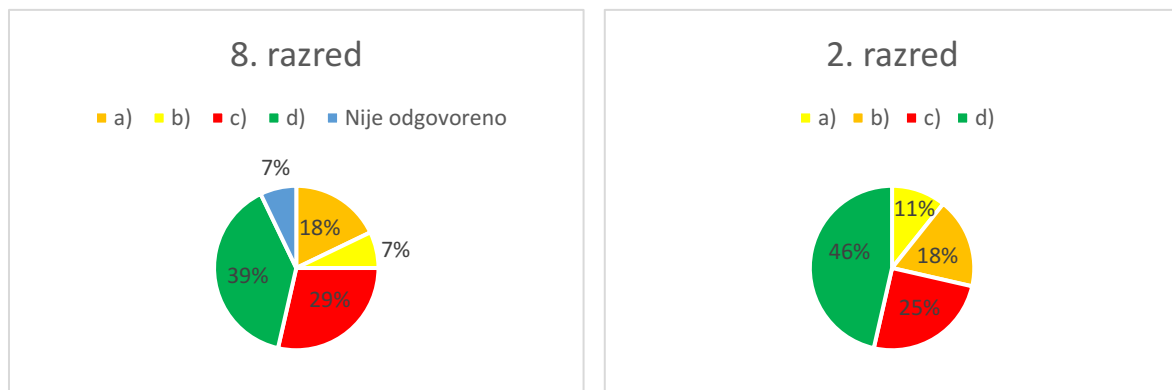 8. razred
a) b) c) d) Nije odgovoreno
7%
18%
7%
39%
29%
2. razred
a) b) c) d)
11%
46%
18%
25%